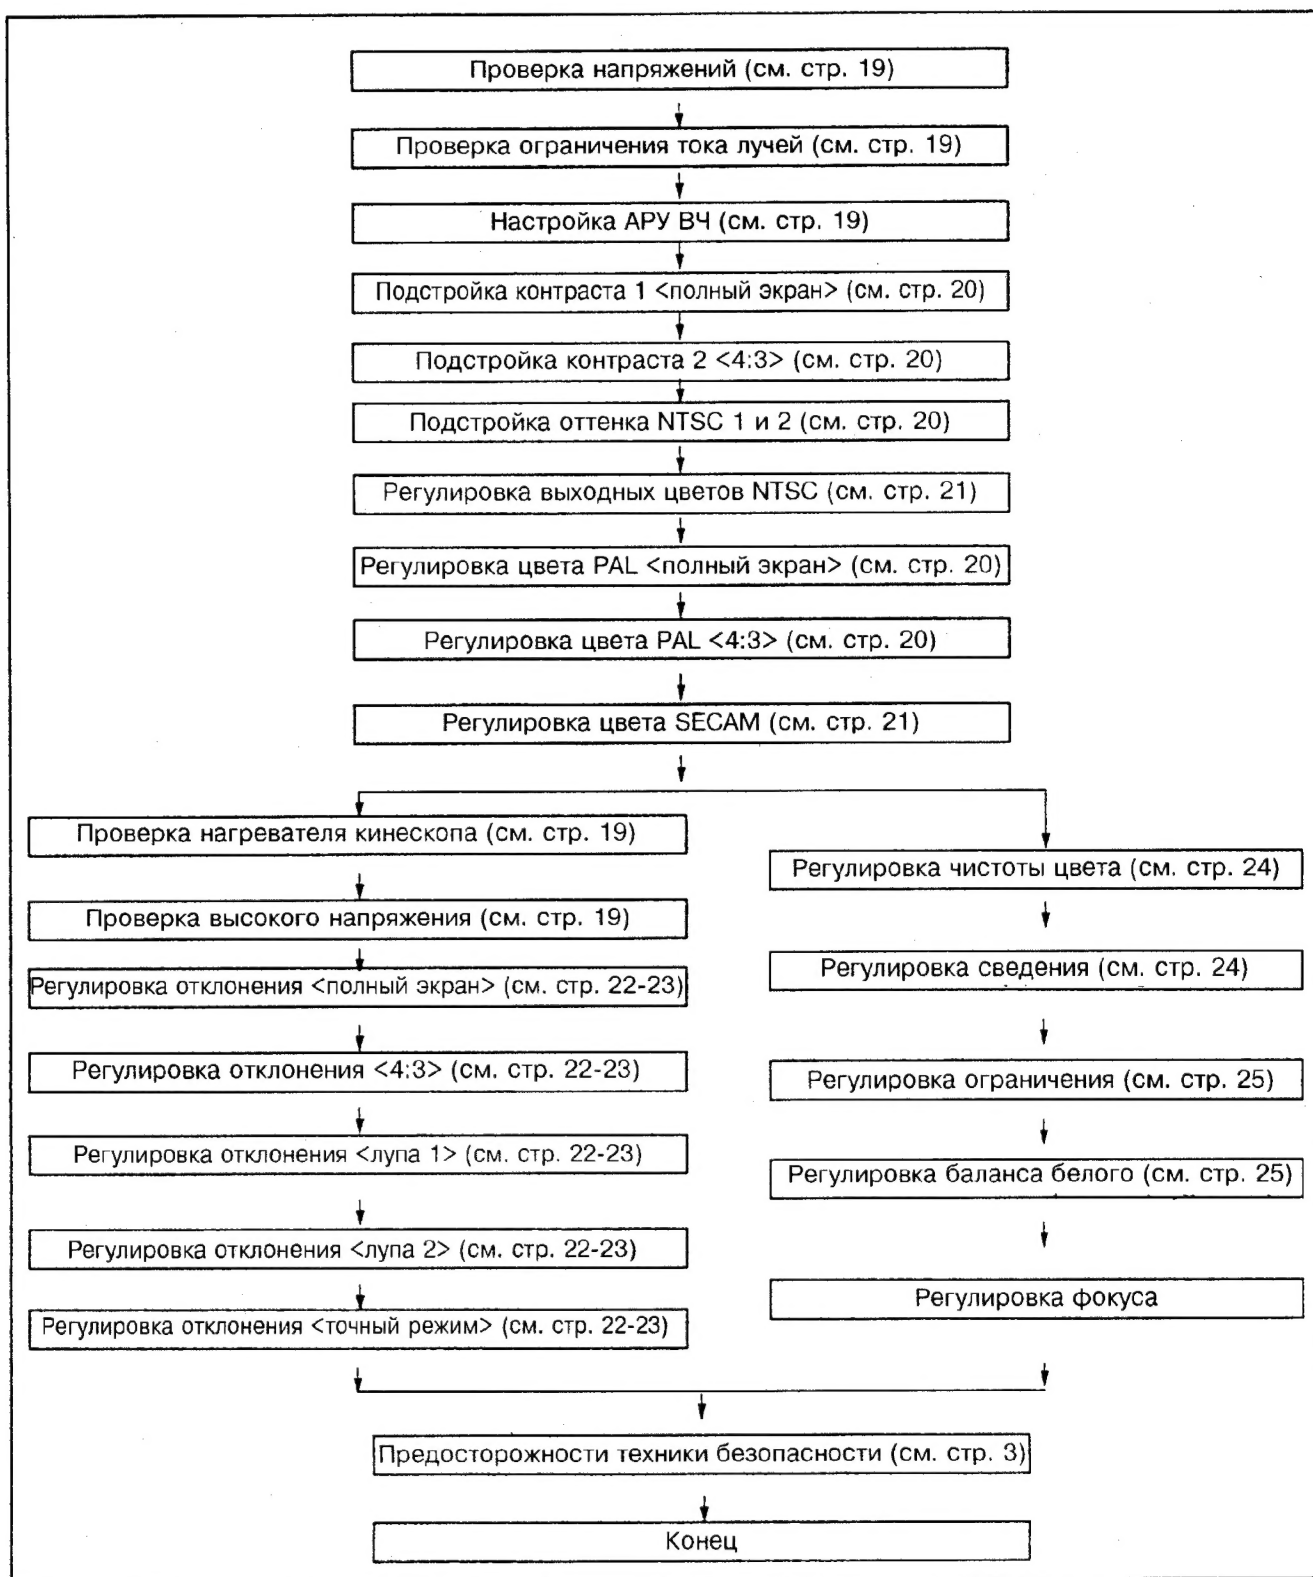 Проверка напряжений (см. стр. 19)
Проверка ограничения тока лучей (см. стр. 19)
Настройка АРУ ВЧ (см. стр. 19)
Подстройка контраста 1 <полный экран> (см. стр. 20)
Подстройка контраста 2 <4:3> (см. стр. 20)
Подстройка оттенка NTSC 1 и 2 (см. стр. 20)
Регулировка выходных цветов NTSC (см. стр. 21)
Регулировка цвета PAL <полный экран> (см. стр. 20)
Регулировка цвета PAL <4:3> (см. стр. 20)
Регулировка цвета SECAM (см. стр. 21)
Проверка нагревателя кинескопа (см. стр. 19)
Проверка высокого напряжения (см. стр. 19)
Регулировка отклонения <полный экран> (см. стр. 22-23)
Регулировка отклонения <4:3> (см. стр. 22-23)
Регулировка отклонения <лупа 1> (см. стр. 22-23)
Регулировка отклонения <лупа 2> (см. стр. 22-23)
Регулировка отклонения <точный режим> (см. стр. 22-23)
Регулировка чистоты цвета (см. стр. 24)
Регулировка сведения (см. стр. 24)
Регулировка ограничения (см. стр. 25)
Регулировка баланса белого (см. стр. 25)
Регулировка фокуса
Предосторожности техники безопасности (см. стр. 3)
Конец